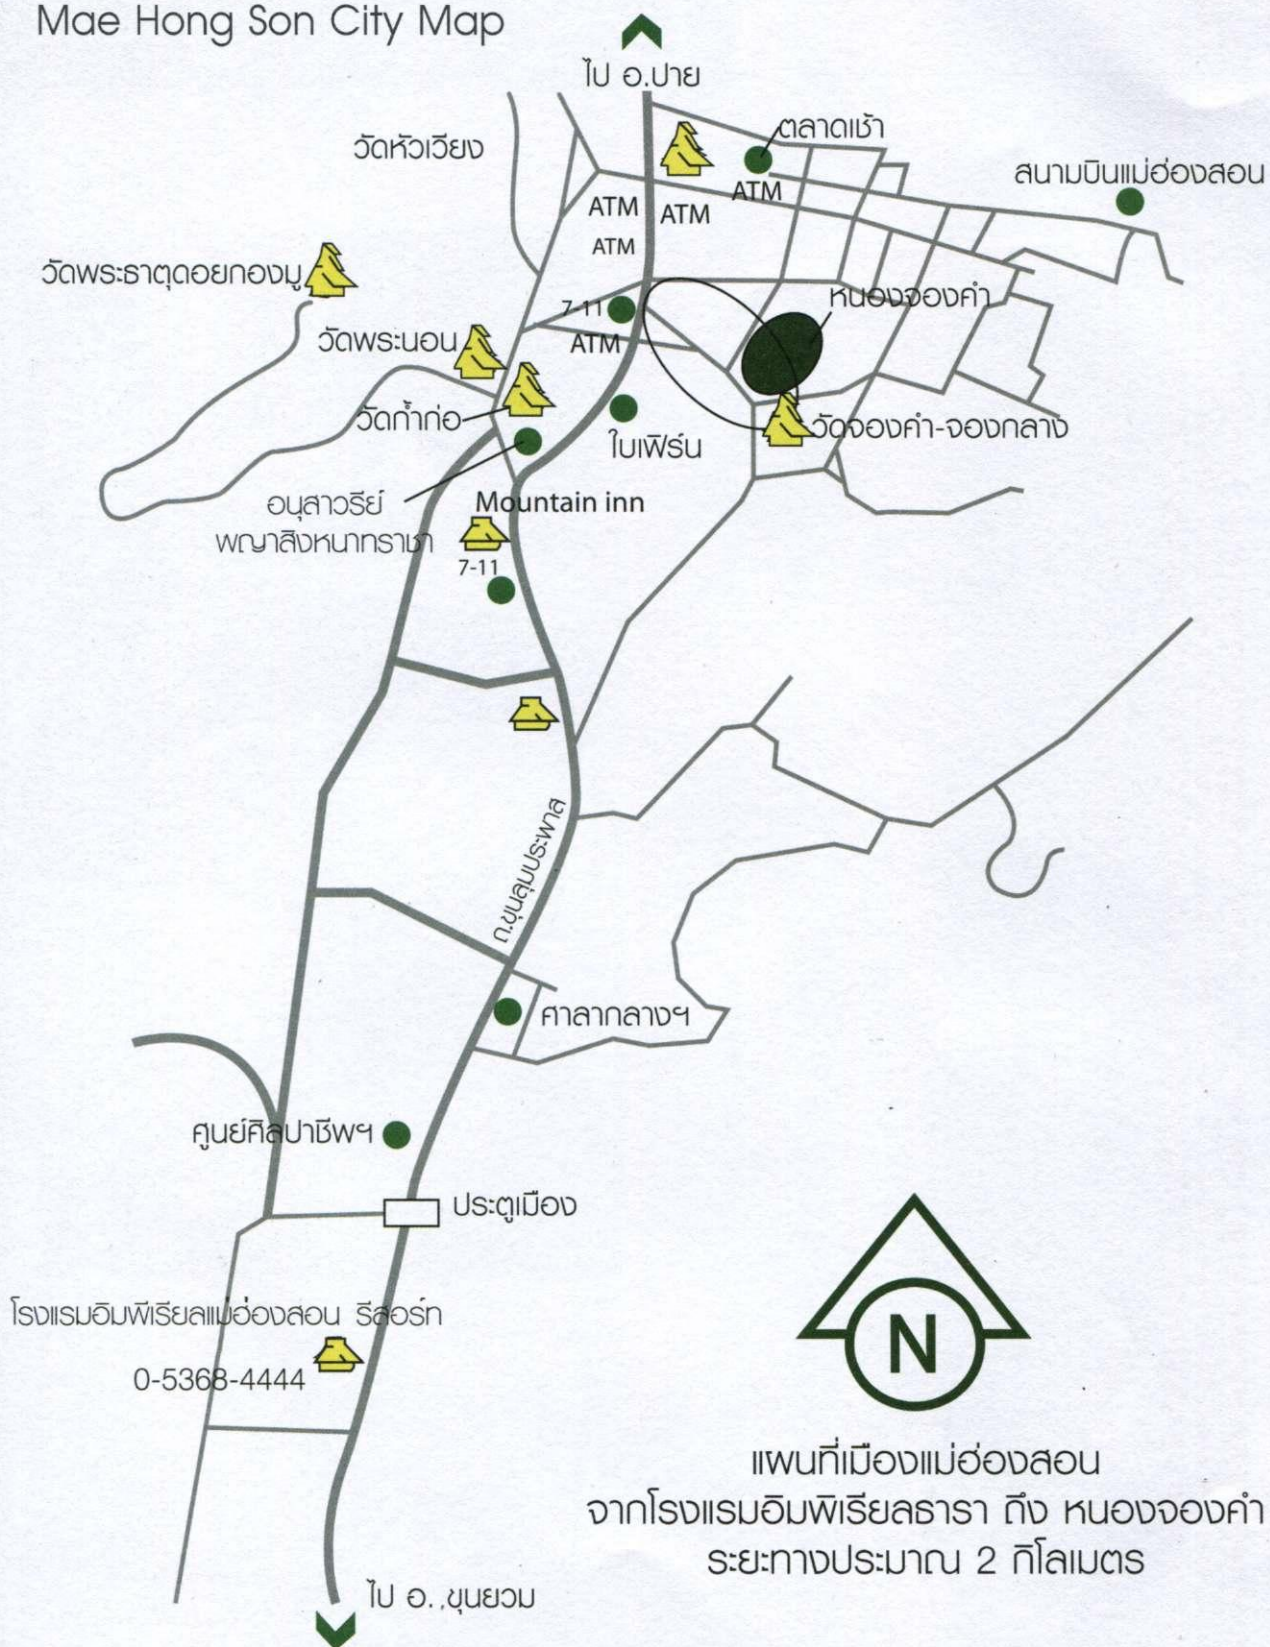 Mae Hong Son City Map
ไป อ.ปาย
ตลาดเช้า
วัดหัวเวียง
สนามบินแม่ฮ่องสอน
ATM
ATM
ATM
ATM
วัดพระธาตุดอยกองมู
หนองจองคำ
7-11
ATM
วัดพระนอน
วัดก้ำก่อ
วัดจองคำ-จองกลาง
ใบเฟิร์น
อนุสาวรีย์
พญาสิงหนาทราชา
Mountain inn
7-11
ถ.ขุนลุมประพาส
ศาลากลางฯ
ศูนย์ศิลปาชีพฯ
ประตูเมือง
โรงแรมอิมพีเรียลแม่ฮ่องสอน รีสอร์ท
0-5368-4444
N
แผนที่เมืองแม่ฮ่องสอน
จากโรงแรมอิมพิเรียลธารา ถึง หนองจองคำ
ระยะทางประมาณ 2 กิโลเมตร
ไป อ.,ขุนยวม